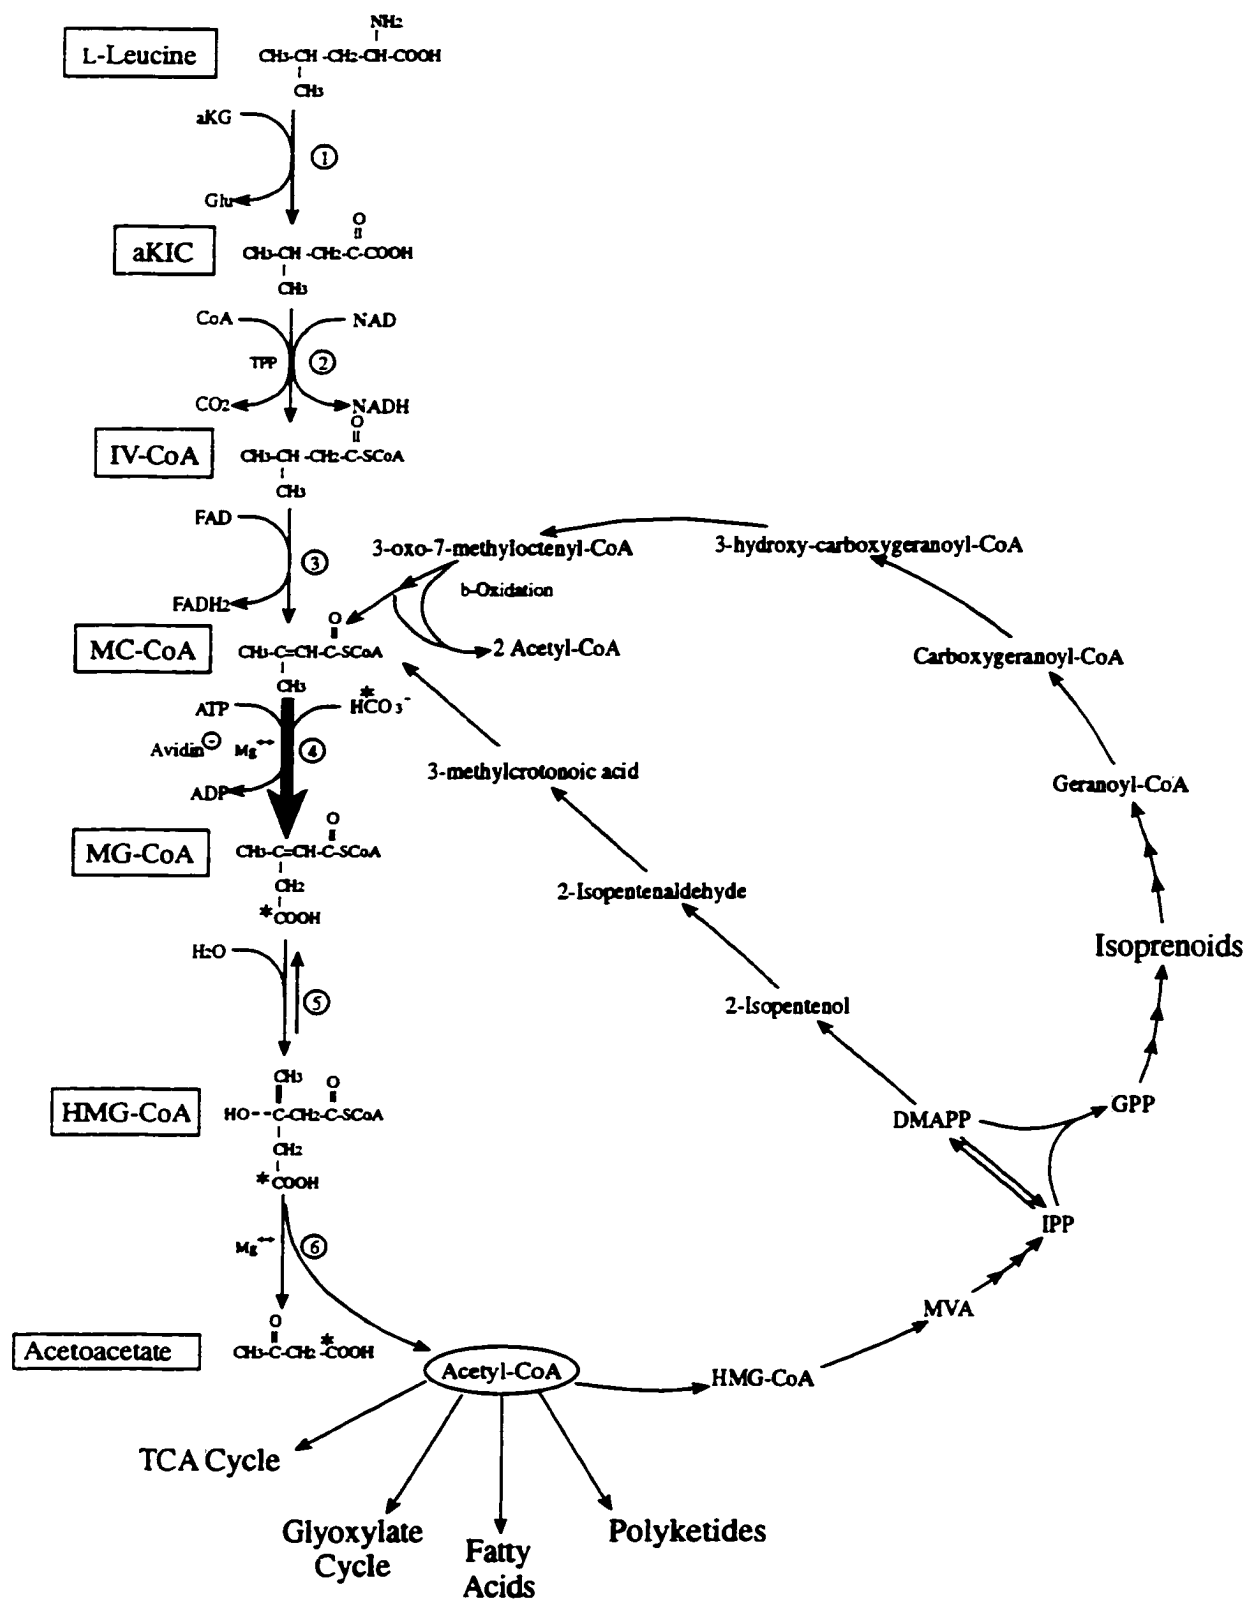 NH2
L-Leucine
CH3-CH -CH2-CH-COOH
CH3
aKG
1
Glu
O
aKIC
CH3-CH -CH2-C-COOH
CH3
CoA
NAD
TPP
2
CO2
NADH
O
IV-CoA
CH3-CH -CH2-C-SCoA
CH3
FAD
3
FADH2
3-oxo-7-methyloctenyl-CoA
3-hydroxy-carboxygeranoyl-CoA
b-Oxidation
2 Acetyl-CoA
O
MC-CoA
CH3-C=CH-C-SCoA
CH3
Carboxygeranoyl-CoA
ATP
*
HCO3-
Avidin -
Mg++
4
ADP
3-methylcrotonoic acid
Geranoyl-CoA
O
MG-CoA
CH3-C=CH-C-SCoA
CH2
*COOH
2-Isopentenaldehyde
H2O
5
Isoprenoids
2-Isopentenol
CH3
O
HMG-CoA
HO--C-CH2-C-SCoA
CH2
*COOH
DMAPP
GPP
IPP
Mg++
6
MVA
O
*
Acetoacetate
CH3-C-CH2-COOH
Acetyl-CoA
HMG-CoA
TCA Cycle
Glyoxylate
Cycle
Fatty
Acids
Polyketides